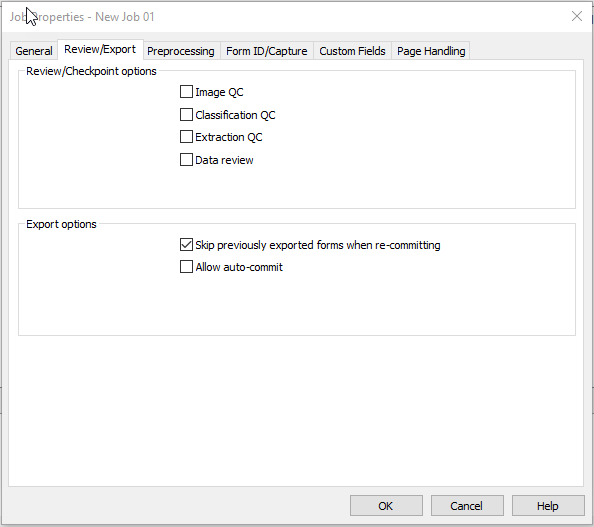 Job Properties - New Job 01
General Review/Export Preprocessing Form ID/Capture Custom Fields Page Handling
Review/Checkpoint options
Image QC
Classification QC
Extraction QC
Data review
Export options
Skip previously exported forms when re-committing
Allow auto-commit
OK Cancel Help